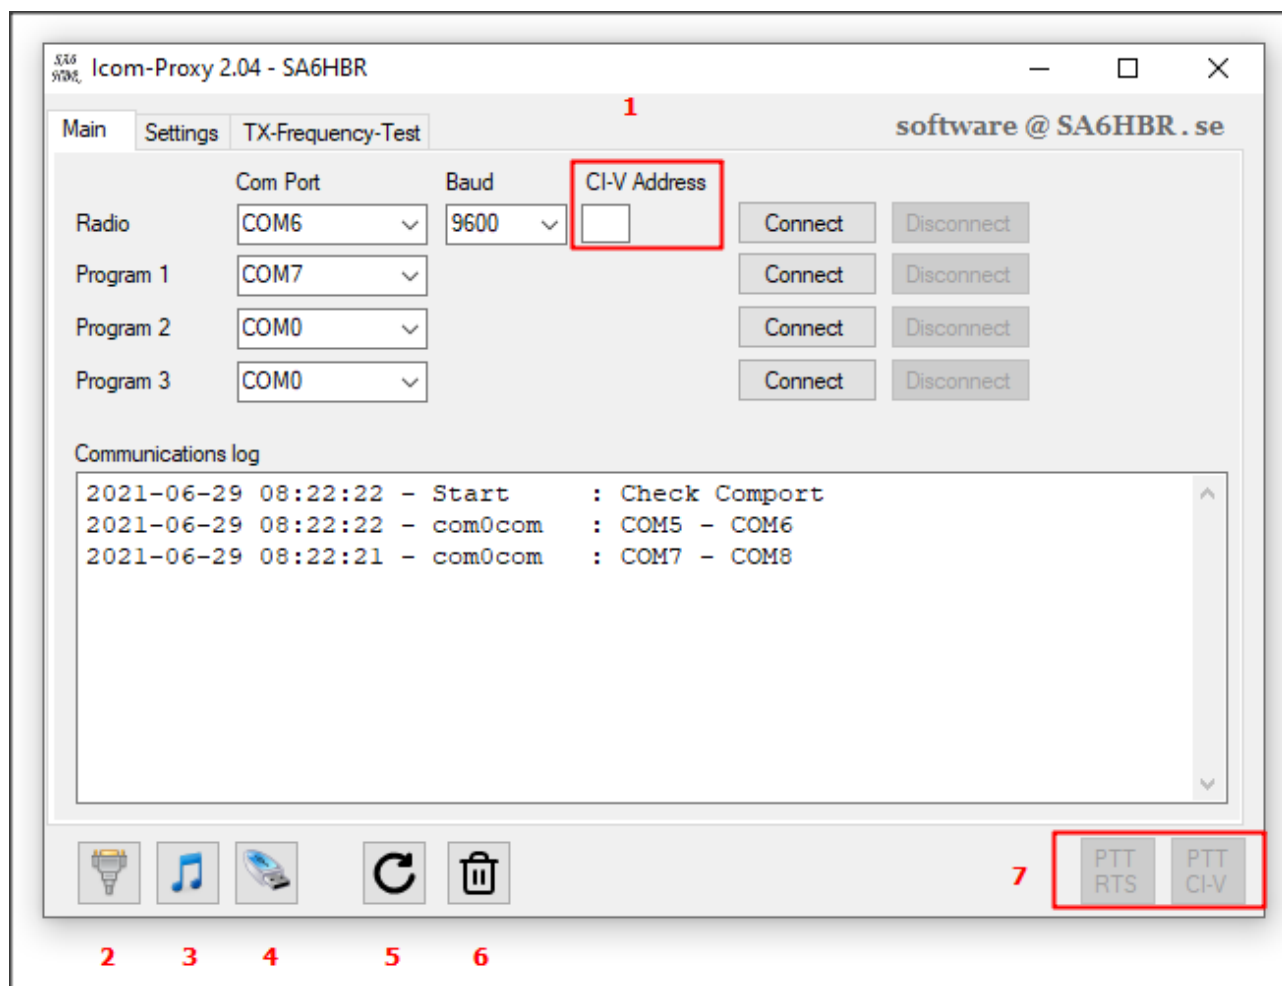 SA6 HBR Icom-Proxy 2.04 - SA6HBR
1
Main Settings TX-Frequency-Test software @ SA6HBR . se
Com Port Baud CI-V Address
Radio COM6 9600 Connect Disconnect
Program 1 COM7 Connect Disconnect
Program 2 COM0 Connect Disconnect
Program 3 COM0 Connect Disconnect
Communications log
2021-06-29 08:22:22 - Start : Check Comport
2021-06-29 08:22:22 - com0com : COM5 - COM6
2021-06-29 08:22:21 - com0com : COM7 - COM8
7
PTT RTS
PTT CI-V
2 3 4 5 6